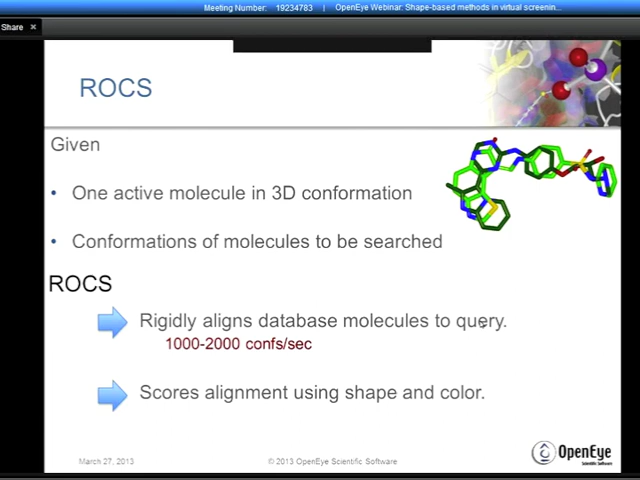 Meeting Number: 19234783 | OpenEye Webinar: Shape-based methods in virtual screenin...
Share ×
ROCS
Given
• One active molecule in 3D conformation
• Conformations of molecules to be searched
ROCS
Rigidly aligns database molecules to query.
1000-2000 confs/sec
Scores alignment using shape and color.
March 27, 2013
© 2013 OpenEye Scientific Software
OpenEye
Scientific Software